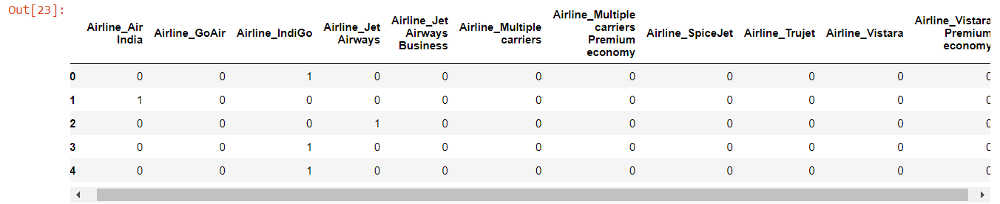 Out[23]:
Airline_Air India Airline_GoAir Airline_IndiGo Airline_Jet Airways Airline_Jet Airways Business Airline_Multiple carriers Airline_Multiple carriers Premium economy Airline_SpiceJet Airline_Trujet Airline_Vistara Airline_Vistara Premium economy
0 0 0 1 0 0 0 0 0 0 0 0
1 1 0 0 0 0 0 0 0 0 0 0
2 0 0 0 1 0 0 0 0 0 0 0
3 0 0 1 0 0 0 0 0 0 0 0
4 0 0 1 0 0 0 0 0 0 0 0